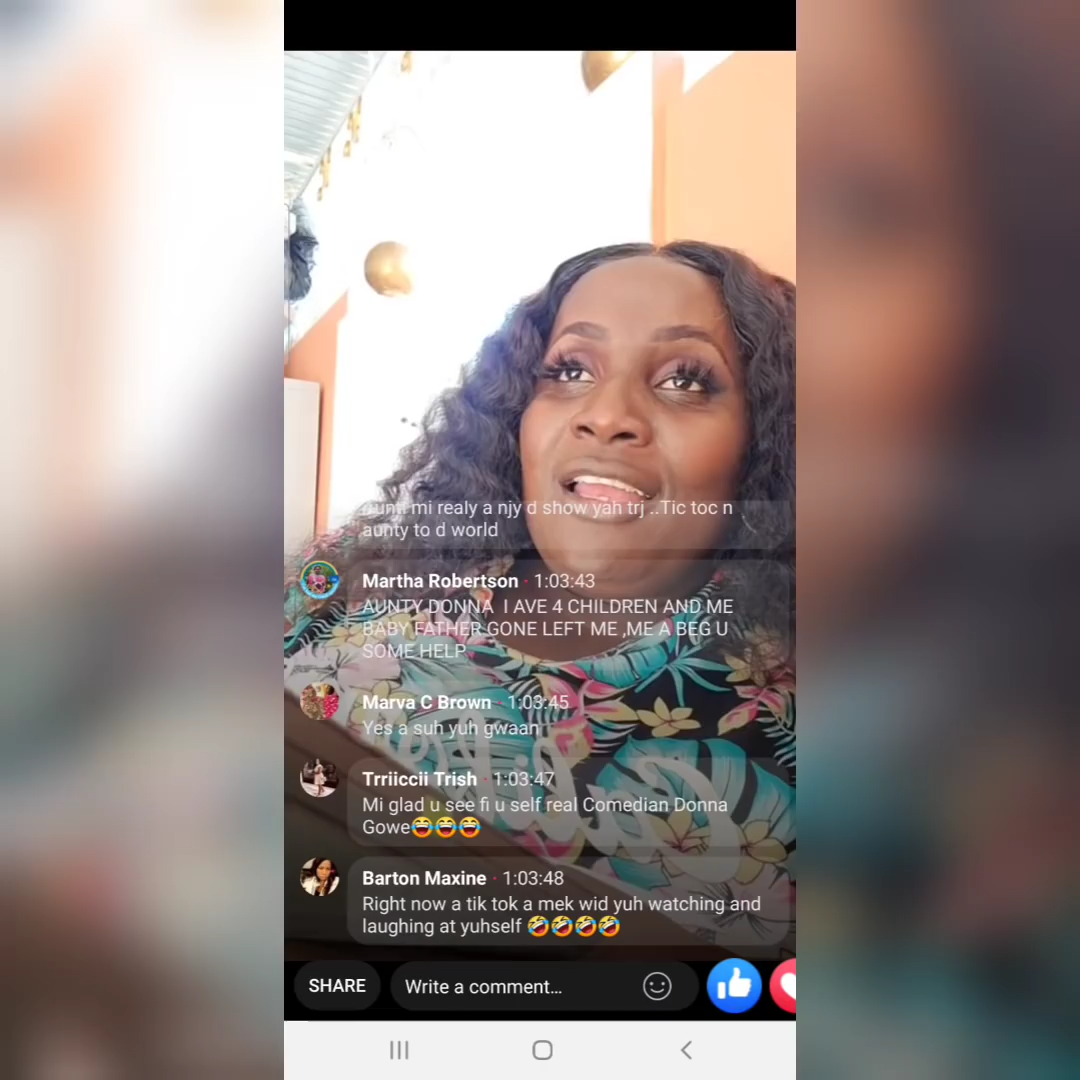 mi realy a njy d show yah trj ..Tic toc n
aunty to d world
Martha Robertson · 1:03:43
AUNTY DONNA I AVE 4 CHILDREN AND ME
BABY FATHER GONE LEFT ME ,ME A BEG U
SOME HELP
Marva C Brown · 1:03:45
Yes a suh yuh gwaan
Trriiccii Trish · 1:03:47
Mi glad u see fi u self real Comedian Donna
Gowe😂😂😂
Barton Maxine · 1:03:48
Right now a tik tok a mek wid yuh watching and
laughing at yuhself 🤣🤣🤣🤣
SHARE
Write a comment...